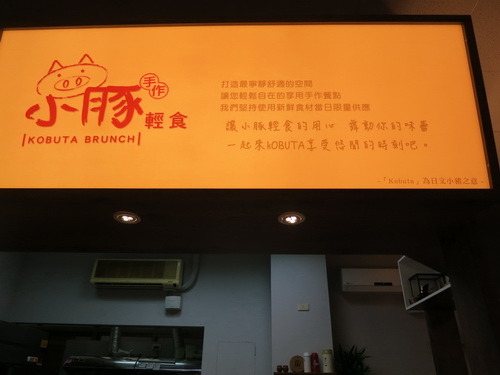 小豚
手作
輕食
KOBUTA BRUNCH
打造最寧靜舒適的空間
讓您輕鬆自在的享用手作餐點
我們堅持使用新鮮食材當日限量供應
讓小豚輕食的用心 舞動你的味蕾
一起來KOBUTA享受悠閒的時刻吧。
-「Kobuta」為日文小豬之意-